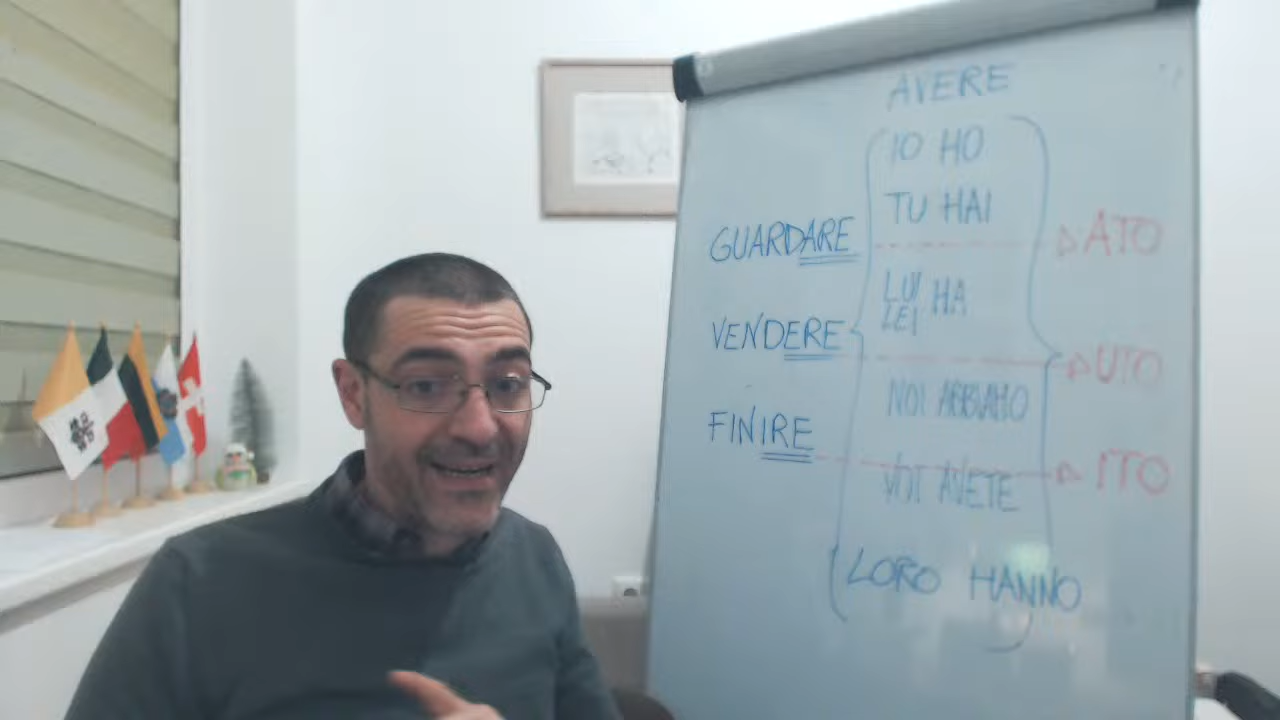 AVERE
IO HO
TU HAI
GUARDARE
ATO
LUI HA
LEI
VENDERE
UTO
NOI ABBIAMO
FINIRE
ITO
VOI AVETE
LORO HANNO